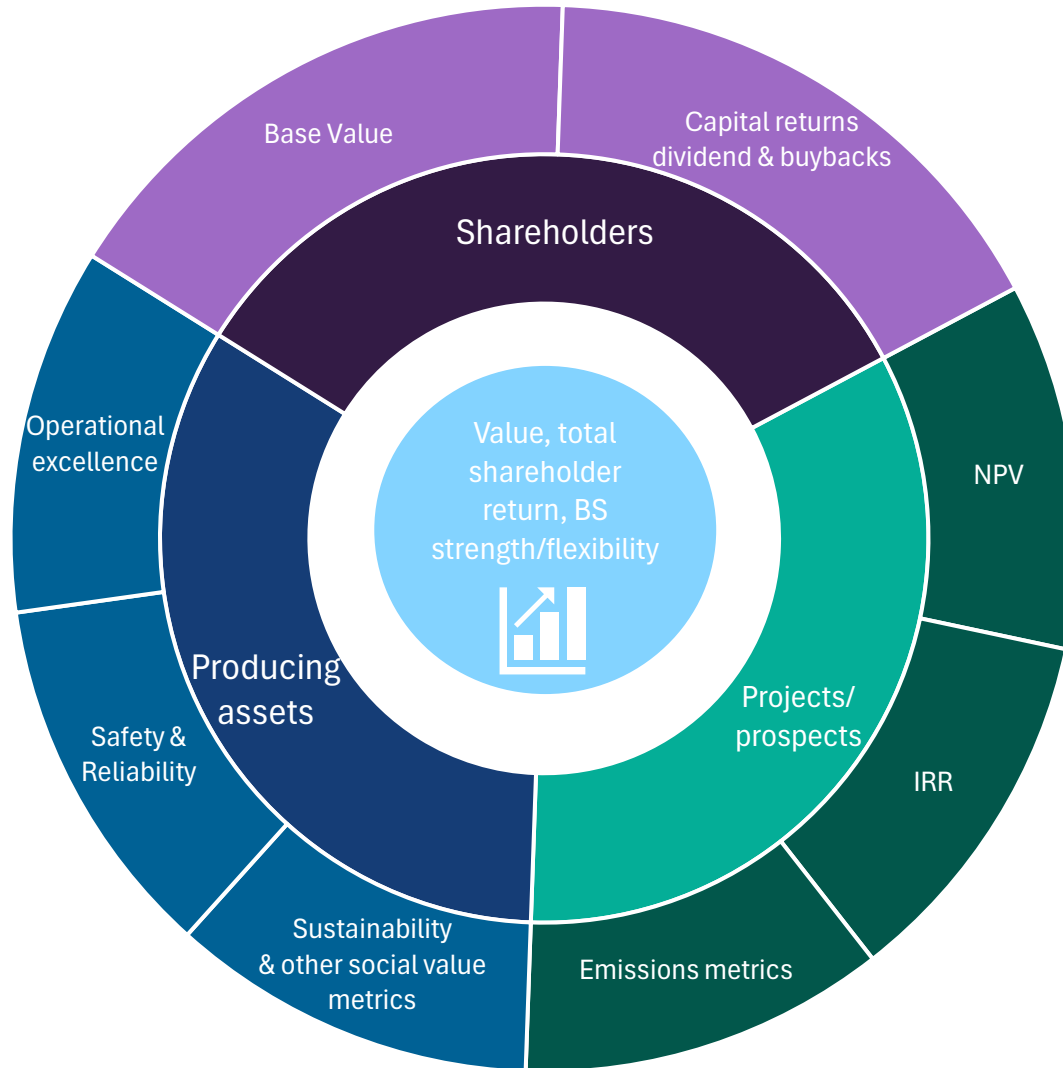 Base Value
Capital returns
dividend & buybacks
Shareholders
Operational
excellence
Value, total
shareholder
return, BS
strength/flexibility
NPV
Producing
assets
Projects/
prospects
Safety &
Reliability
IRR
Sustainability
& other social value
metrics
Emissions metrics